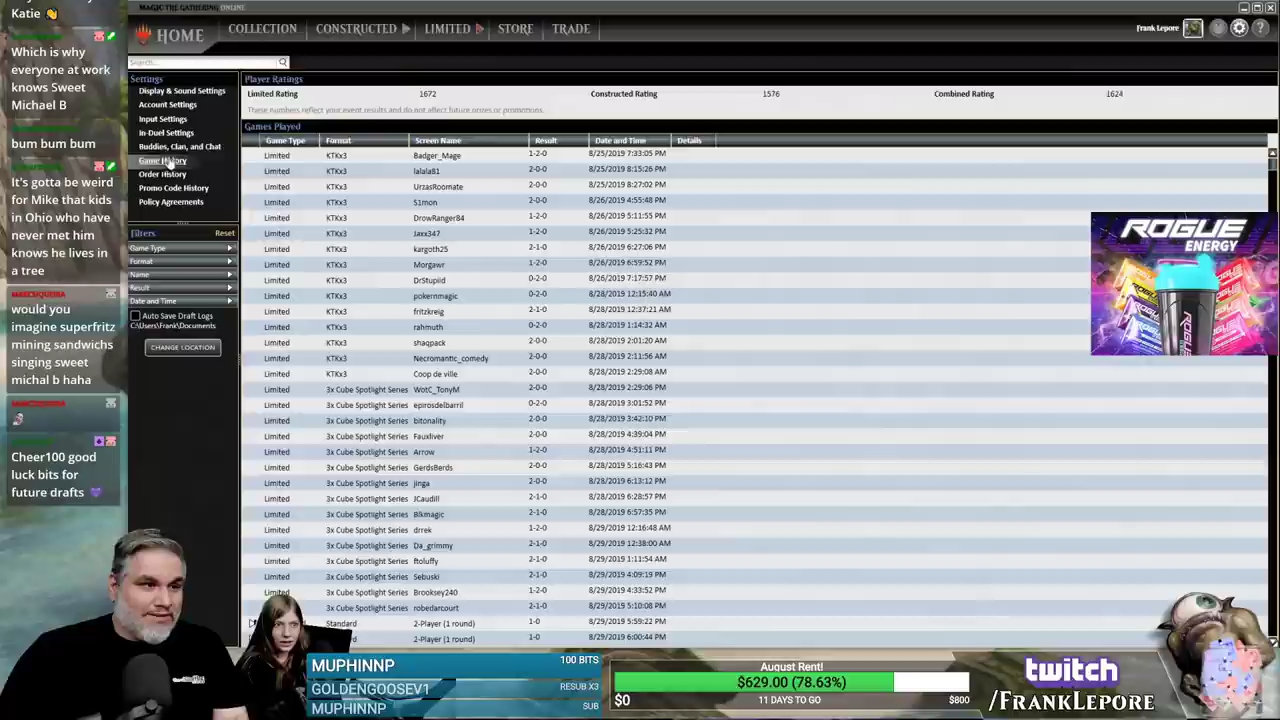 Katie 👋
Which is why
everyone at work
knows Sweet
Michael B
bum bum bum
It's gotta be weird
for Mike that kids
in Ohio who have
never met him
knows he lives in
a tree
would you
imagine superfritz
mining sandwichs
singing sweet
michal b haha
Cheer100 good
luck bits for
future drafts 💜
MAGIC THE GATHERING ONLINE
HOME COLLECTION CONSTRUCTED LIMITED STORE TRADE
Frank Lepore
Search...
Settings
Display & Sound Settings
Account Settings
Input Settings
In-Duel Settings
Buddies, Clan, and Chat
Game History
Order History
Promo Code History
Policy Agreements
Filters Reset
Game Type
Format
Name
Result
Date and Time
Auto Save Draft Logs
C:\Users\Frank\Documents
CHANGE LOCATION
Player Ratings
Limited Rating 1672 Constructed Rating 1576 Combined Rating 1624
These numbers reflect your event results and do not affect future prizes or promotions.
Games Played
Game Type Format Screen Name Result Date and Time Details
Limited KTKx3 Badger_Mage 1-2-0 8/25/2019 7:33:05 PM
Limited KTKx3 lalala81 2-0-0 8/25/2019 8:15:26 PM
Limited KTKx3 UrzasRoomate 2-0-0 8/26/2019 8:27:02 PM
Limited KTKx3 S1mon 2-0-0 8/26/2019 4:55:48 PM
Limited KTKx3 DrowRanger84 1-2-0 8/26/2019 5:11:55 PM
Limited KTKx3 Jaxx347 1-2-0 8/26/2019 5:25:32 PM
Limited KTKx3 kargoth25 2-1-0 8/26/2019 6:27:06 PM
Limited KTKx3 Morgawr 1-2-0 8/26/2019 6:59:52 PM
Limited KTKx3 DrStupiid 0-2-0 8/26/2019 7:17:57 PM
Limited KTKx3 pokernmagic 0-2-0 8/28/2019 12:15:40 AM
Limited KTKx3 fritzkreig 2-1-0 8/28/2019 12:37:21 AM
Limited KTKx3 rahmuth 0-2-0 8/28/2019 1:14:32 AM
Limited KTKx3 shaqpack 2-0-0 8/28/2019 2:01:20 AM
Limited KTKx3 Necromantic_comedy 2-0-0 8/28/2019 2:11:56 AM
Limited KTKx3 Coop de ville 2-0-0 8/28/2019 2:29:08 AM
Limited 3x Cube Spotlight Series WotC_TonyM 2-0-0 8/28/2019 2:29:06 PM
Limited 3x Cube Spotlight Series epirosdelbarril 0-2-0 8/28/2019 3:01:52 PM
Limited 3x Cube Spotlight Series bitonality 2-0-0 8/28/2019 3:42:10 PM
Limited 3x Cube Spotlight Series Fauxliver 2-0-0 8/28/2019 4:39:04 PM
Limited 3x Cube Spotlight Series Arrow 1-2-0 8/28/2019 4:51:11 PM
Limited 3x Cube Spotlight Series GerdsBerds 2-0-0 8/28/2019 5:16:43 PM
Limited 3x Cube Spotlight Series jinga 2-0-0 8/28/2019 6:13:12 PM
Limited 3x Cube Spotlight Series JCaudill 2-1-0 8/28/2019 6:28:57 PM
Limited 3x Cube Spotlight Series Blkmagic 2-1-0 8/28/2019 6:57:35 PM
Limited 3x Cube Spotlight Series drrek 1-2-0 8/29/2019 12:16:48 AM
Limited 3x Cube Spotlight Series Da_grimmy 2-1-0 8/29/2019 12:38:00 AM
Limited 3x Cube Spotlight Series ftoluffy 2-1-0 8/29/2019 1:11:54 AM
Limited 3x Cube Spotlight Series Sebuski 2-1-0 8/29/2019 4:09:19 PM
Limited 3x Cube Spotlight Series Brooksey240 1-2-0 8/29/2019 4:33:52 PM
3x Cube Spotlight Series robedarcourt 2-1-0 8/29/2019 5:10:08 PM
Standard 2-Player (1 round) 1-0 8/29/2019 5:59:22 PM
2-Player (1 round) 1-0 8/29/2019 6:00:44 PM
ROGUE
ENERGY
ROGUE
MUPHINNP 100 BITS
GOLDENGOOSEV1 RESUB X3
MUPHINNP SUB
August Rent!
$629.00 (78.63%)
$0 11 DAYS TO GO $800
twitch
/FRANKLEPORE